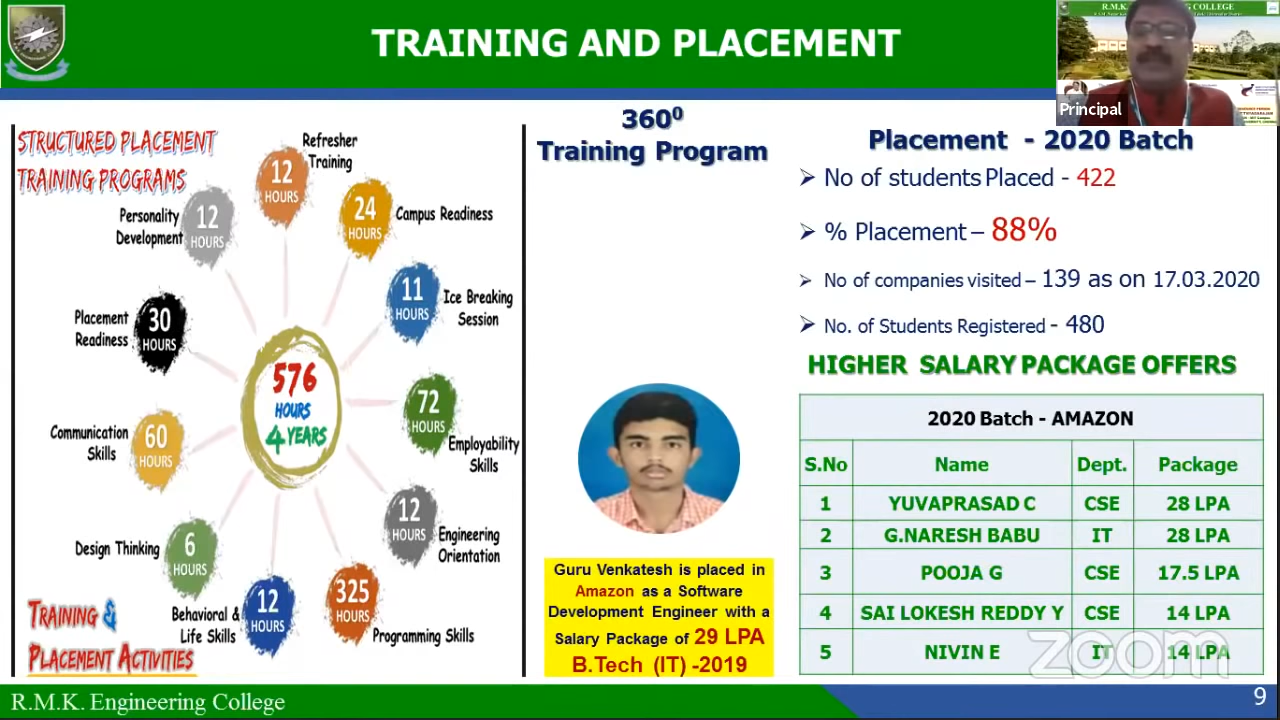 TRAINING AND PLACEMENT
R.M.K.
COLLEGE
Principal
STRUCTURED PLACEMENT
TRAINING PROGRAMS
12
HOURS
Refresher
Training
24
HOURS
Campus Readiness
11
HOURS
Ice Breaking
Session
72
HOURS
Employability
Skills
12
HOURS
Engineering
Orientation
325
HOURS
Programming Skills
12
HOURS
Behavioral &
Life Skills
6
HOURS
Design Thinking
60
HOURS
Communication
Skills
30
HOURS
Placement
Readiness
12
HOURS
Personality
Development
576
HOURS
4 YEARS
TRAINING &
PLACEMENT ACTIVITIES
360⁰
Training Program
Guru Venkatesh is placed in
Amazon as a Software
Development Engineer with a
Salary Package of 29 LPA
B.Tech (IT) -2019
Placement - 2020 Batch
➢ No of students Placed - 422
➢ % Placement – 88%
➢ No of companies visited – 139 as on 17.03.2020
➢ No. of Students Registered - 480
HIGHER SALARY PACKAGE OFFERS
2020 Batch - AMAZON
S.No Name Dept. Package
1 YUVAPRASAD C CSE 28 LPA
2 G.NARESH BABU IT 28 LPA
3 POOJA G CSE 17.5 LPA
4 SAI LOKESH REDDY Y CSE 14 LPA
5 NIVIN E IT 14 LPA
zoom
R.M.K. Engineering College
9